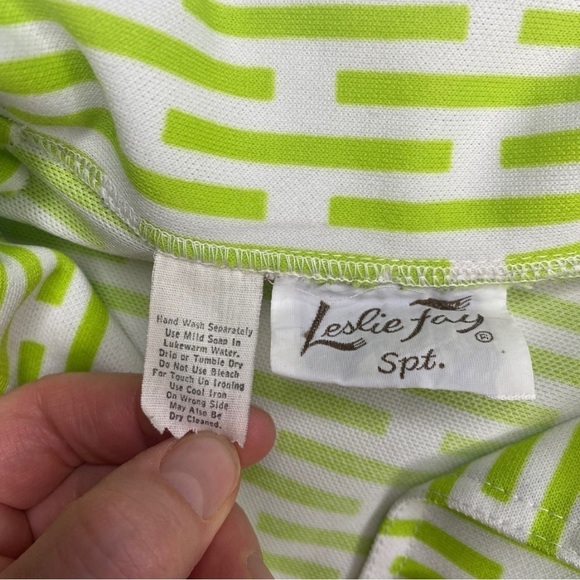 Hand Wash Separately
Use Mild Soap In
Lukewarm Water.
Drip or Tumble Dry
Do Not Use Bleach
For Touch Up Ironing
Use Cool Iron
On Wrong Side
May Also Be
Dry Cleaned.
Leslie Fay ®
Spt.